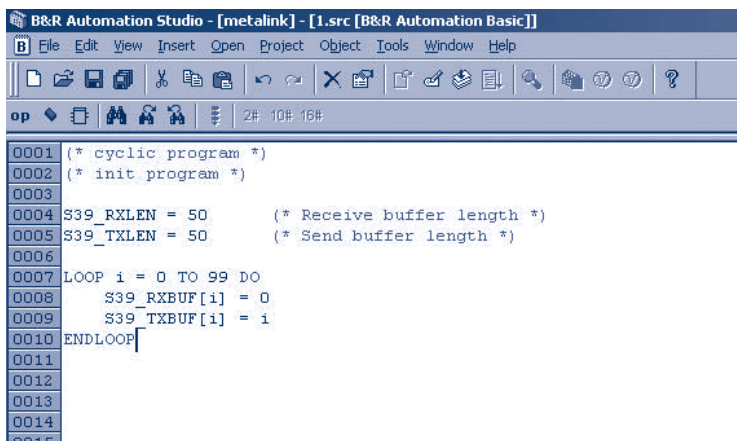 B&R Automation Studio - [metalink] - [1.src [B&R Automation Basic]]
File Edit View Insert Open Project Object Tools Window Help
op 2# 10# 16#
0001 (* cyclic program *)
0002 (* init program *)
0003
0004 S39_RXLEN = 50 (* Receive buffer length *)
0005 S39_TXLEN = 50 (* Send buffer length *)
0006
0007 LOOP i = 0 TO 99 DO
0008 S39_RXBUF[i] = 0
0009 S39_TXBUF[i] = i
0010 ENDLOOP
0011
0012
0013
0014
0015